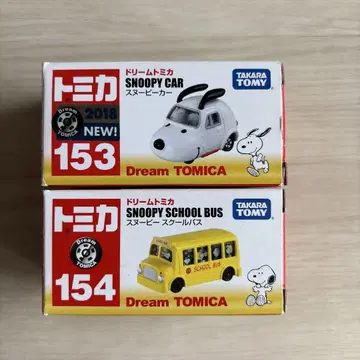 トミカ
ドリームトミカ
SNOOPY CAR
スヌーピーカー
TAKARA
TOMY
Dream
TOMICA
2018
NEW!
153
Dream TOMICA
トミカ
ドリームトミカ
SNOOPY SCHOOL BUS
スヌーピー スクールバス
TAKARA
TOMY
Dream
TOMICA
SCHOOL BUS
154
Dream TOMICA